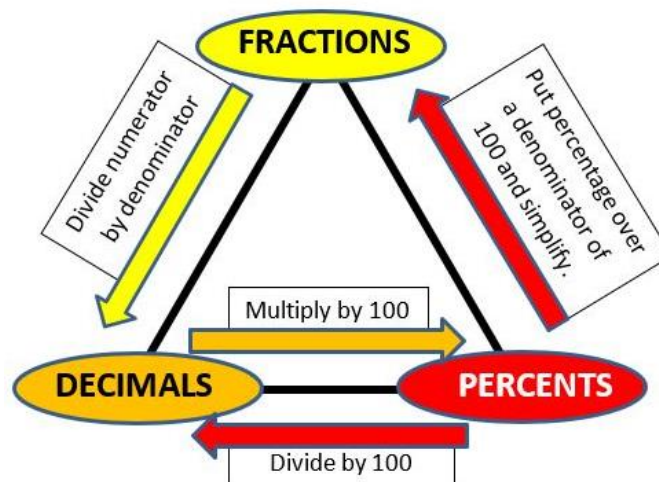 FRACTIONS
Divide numerator
by denominator
Put percentage over
a denominator of
100 and simplify.
Multiply by 100
DECIMALS
PERCENTS
Divide by 100